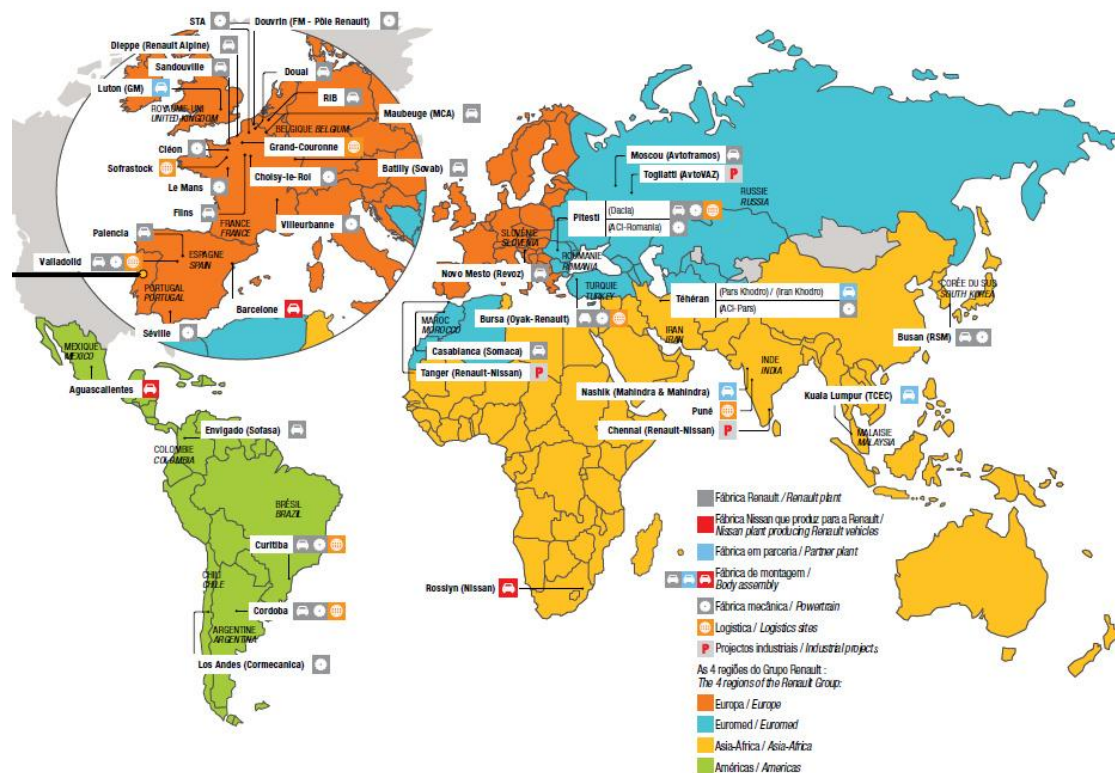 STA
Douvrin (FM - Pôle Renault)
Dieppe (Renault Alpine)
Sandouville
Douai
Luton (GM)
RIB
ROYAUME-UNI
UNITED-KINGDOM
Maubeuge (MCA)
BELGIQUE BELGIUM
Cléon
Grand-Couronne
Sofrastock
Choisy-le-Roi
Batilly (Sovab)
Le Mans
Flins
Villeurbanne
FRANCE
FRANCE
Palencia
ESPAGNE
SPAIN
Valladolid
PORTUGAL
PORTUGAL
Barcelone
Séville
Moscou (Avtoframos)
Togliatti (AvtoVAZ)
RUSSIE
RUSSIA
Pitesti
(Dacia)
(ACI-Romania)
SLOVÉNIE
SLOVENIA
ROUMANIE
ROMANIA
Novo Mesto (Revoz)
TURQUIE
TURKEY
Téhéran
(Pars Khodro) / (Iran Khodro)
(ACI-Pars)
CORÉE DU SUD
SOUTH KOREA
MAROC
MOROCCO
Bursa (Oyak-Renault)
IRAN
IRAN
Busan (RSM)
Casablanca (Somaca)
INDE
INDIA
Tanger (Renault-Nissan)
Nashik (Mahindra & Mahindra)
Kuala Lumpur (TCEC)
Puné
Chennai (Renault-Nissan)
MALAISIE
MALAYSIA
MEXIQUE
MEXICO
Aguascalientes
Envigado (Sofasa)
COLOMBIE
COLOMBIA
BRÉSIL
BRAZIL
Curitiba
CHILI
CHILE
Rosslyn (Nissan)
Cordoba
ARGENTINE
ARGENTINA
Los Andes (Cormecanica)
Fábrica Renault / Renault plant
Fábrica Nissan que produz para a Renault /
Nissan plant producing Renault vehicles
Fábrica em parceria / Partner plant
Fábrica de montagem /
Body assembly
Fábrica mecânica / Powertrain
Logística / Logistics sites
P Projectos industriais / Industrial projects
As 4 regiões do Grupo Renault :
The 4 regions of the Renault Group:
Europa / Europe
Euromed / Euromed
Asia-África / Asia-Africa
Américas / Americas